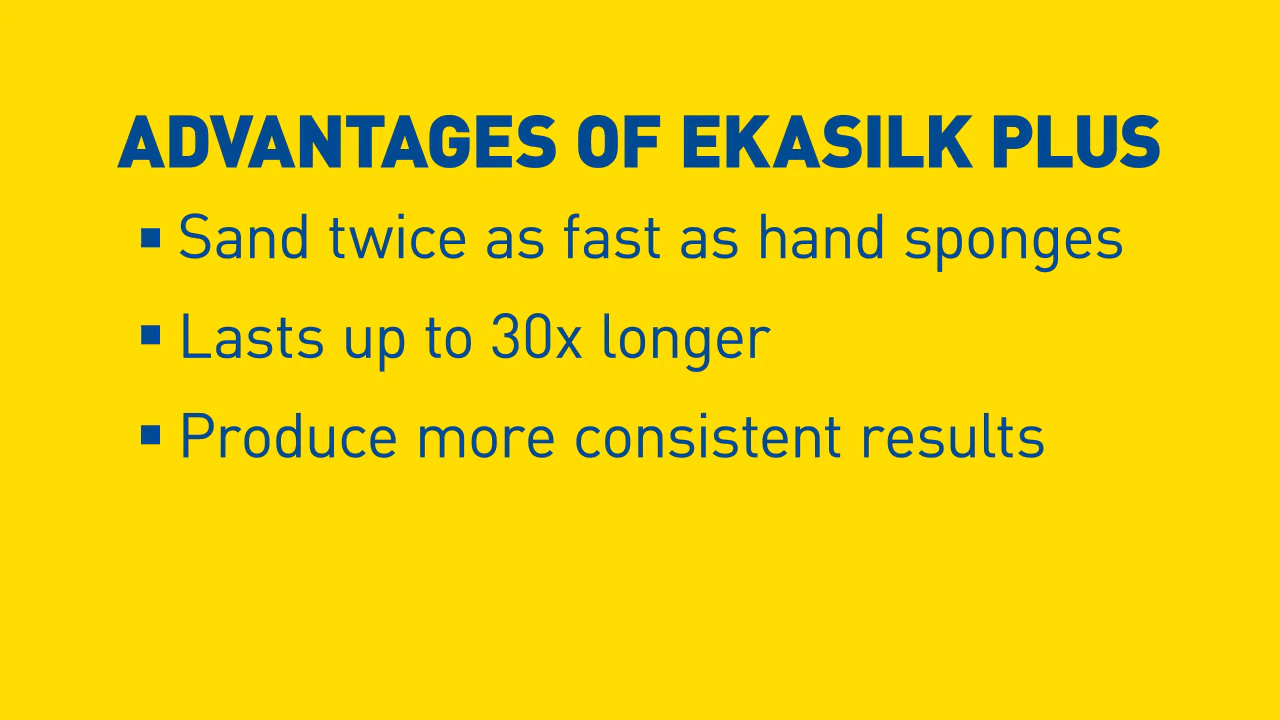 ADVANTAGES OF EKASILK PLUS
▪ Sand twice as fast as hand sponges
▪ Lasts up to 30x longer
▪ Produce more consistent results